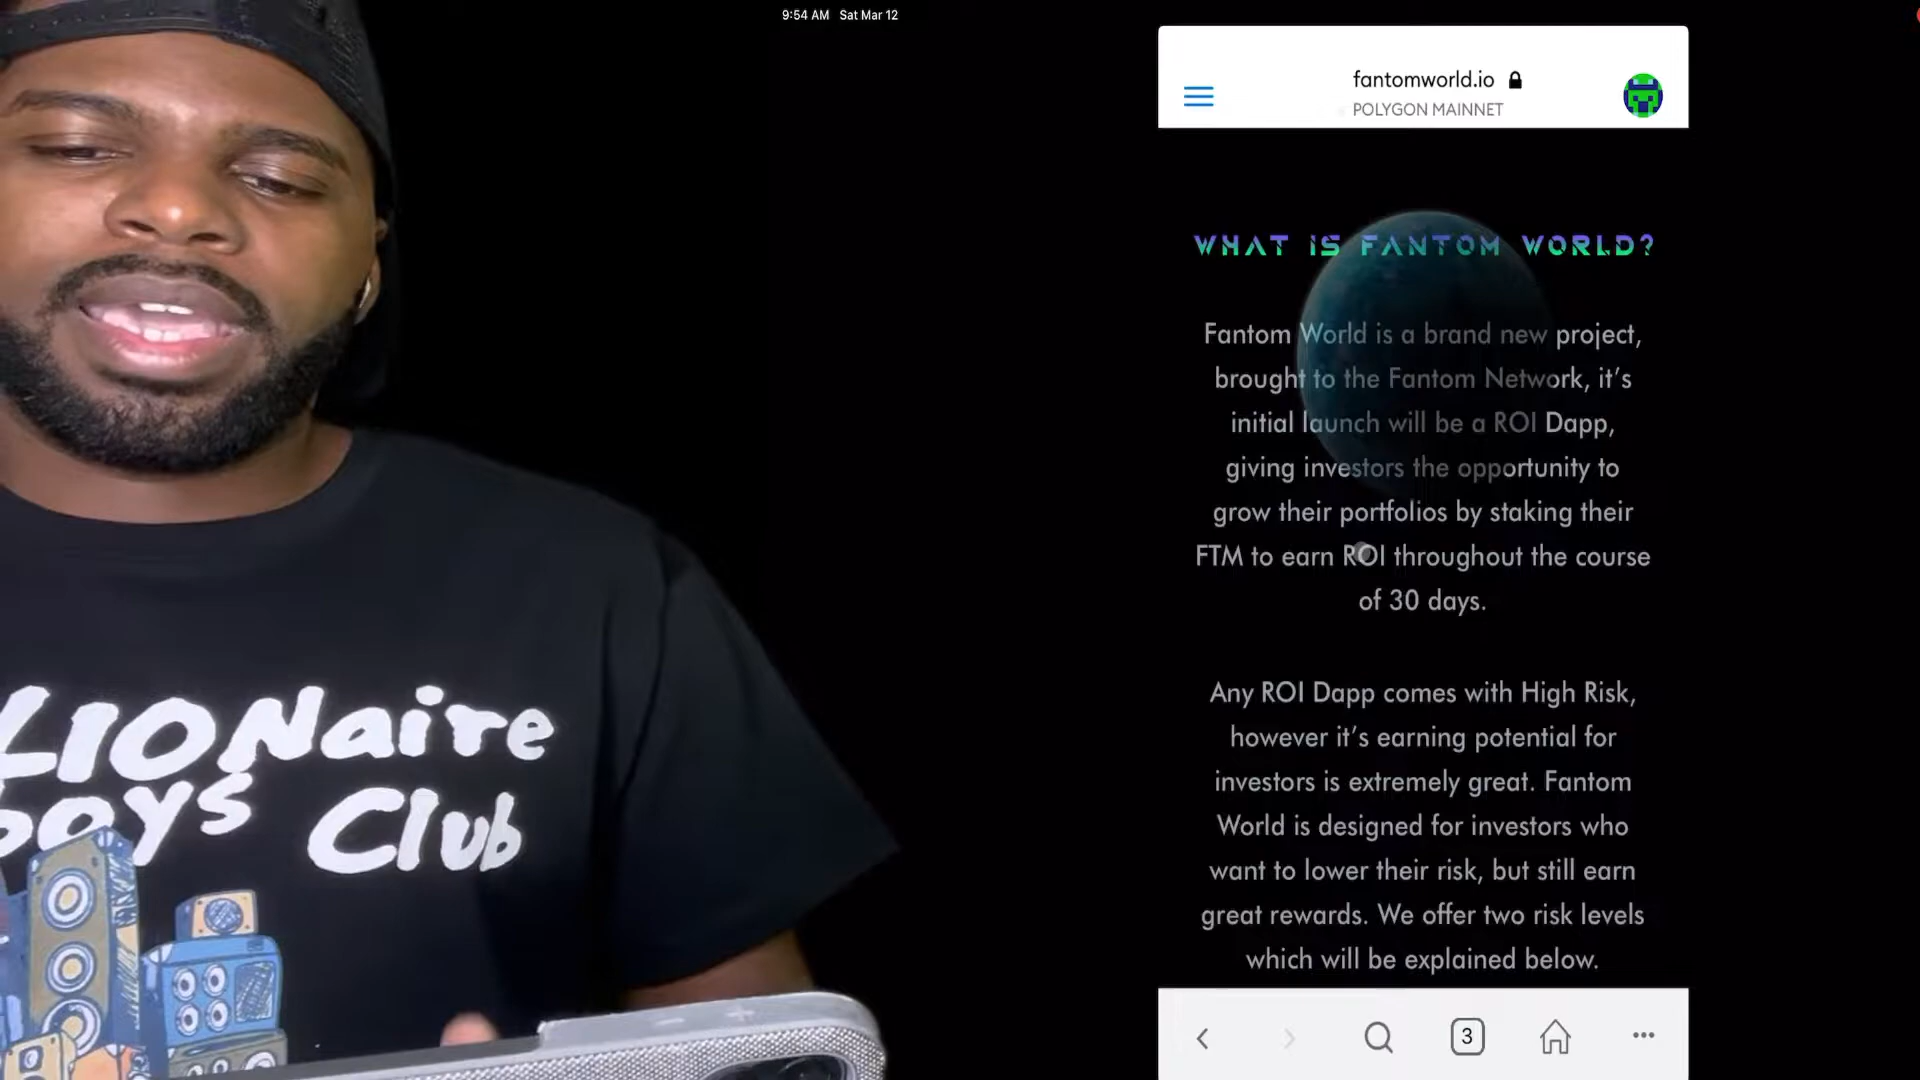 9:54 AM Sat Mar 12
fantomworld.io
POLYGON MAINNET
WHAT IS FANTOM WORLD?
Fantom World is a brand new project,
brought to the Fantom Network, it's
initial launch will be a ROI Dapp,
giving investors the opportunity to
grow their portfolios by staking their
FTM to earn ROI throughout the course
of 30 days.
Any ROI Dapp comes with High Risk,
however it's earning potential for
investors is extremely great. Fantom
World is designed for investors who
want to lower their risk, but still earn
great rewards. We offer two risk levels
which will be explained below.
3
LIONaire
boys Club